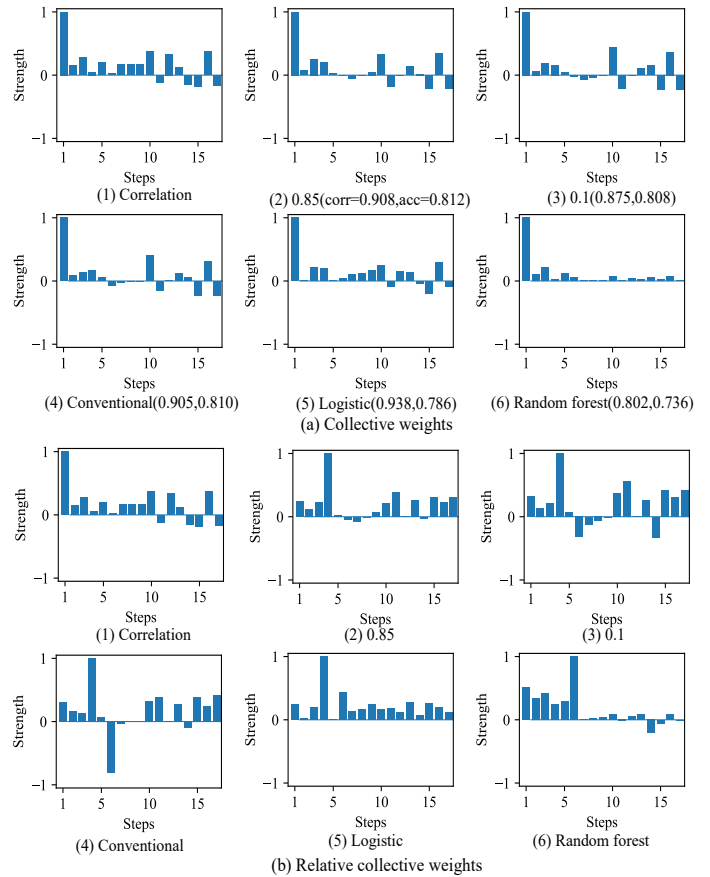 1
0
−1
Strength
1
5
10
15
Steps
(1) Correlation
1
0
−1
Strength
1
5
10
15
Steps
(2) 0.85(corr=0.908,acc=0.812)
1
0
−1
Strength
1
5
10
15
Steps
(3) 0.1(0.875,0.808)
1
0
−1
Strength
1
5
10
15
Steps
(4) Conventional(0.905,0.810)
1
0
−1
Strength
1
5
10
15
Steps
(5) Logistic(0.938,0.786)
1
0
−1
Strength
1
5
10
15
Steps
(6) Random forest(0.802,0.736)
(a) Collective weights
1
0
−1
Strength
1
5
10
15
Steps
(1) Correlation
1
0
−1
Strength
1
5
10
15
Steps
(2) 0.85
1
0
−1
Strength
1
5
10
15
Steps
(3) 0.1
1
0
−1
Strength
1
5
10
15
Steps
(4) Conventional
1
0
−1
Strength
1
5
10
15
Steps
(5) Logistic
1
0
−1
Strength
1
5
10
15
Steps
(6) Random forest
(b) Relative collective weights